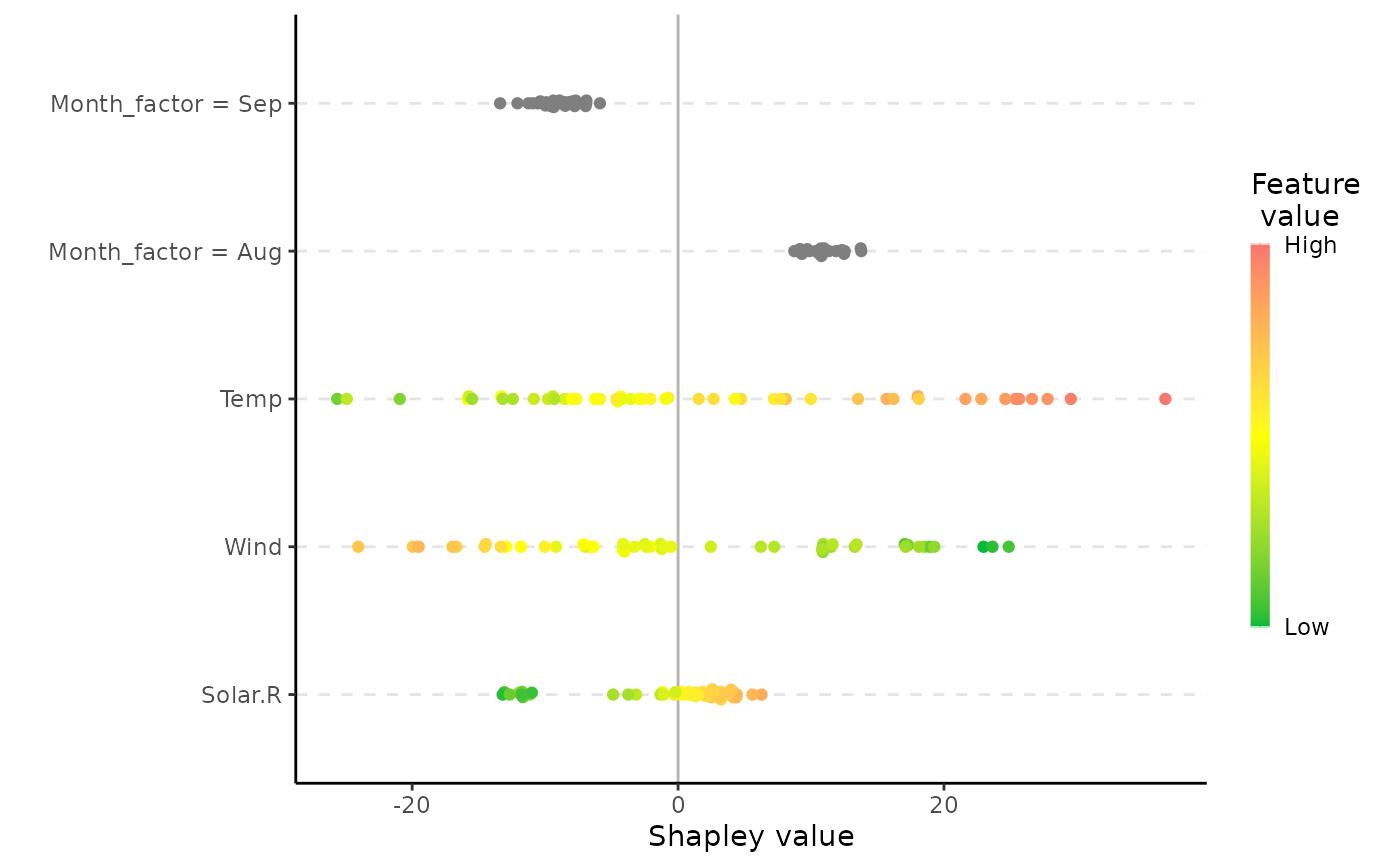 Month_factor = Sep
Month_factor = Aug
Temp
Wind
Solar.R
-20
0
20
Shapley value
Feature
value
High
Low